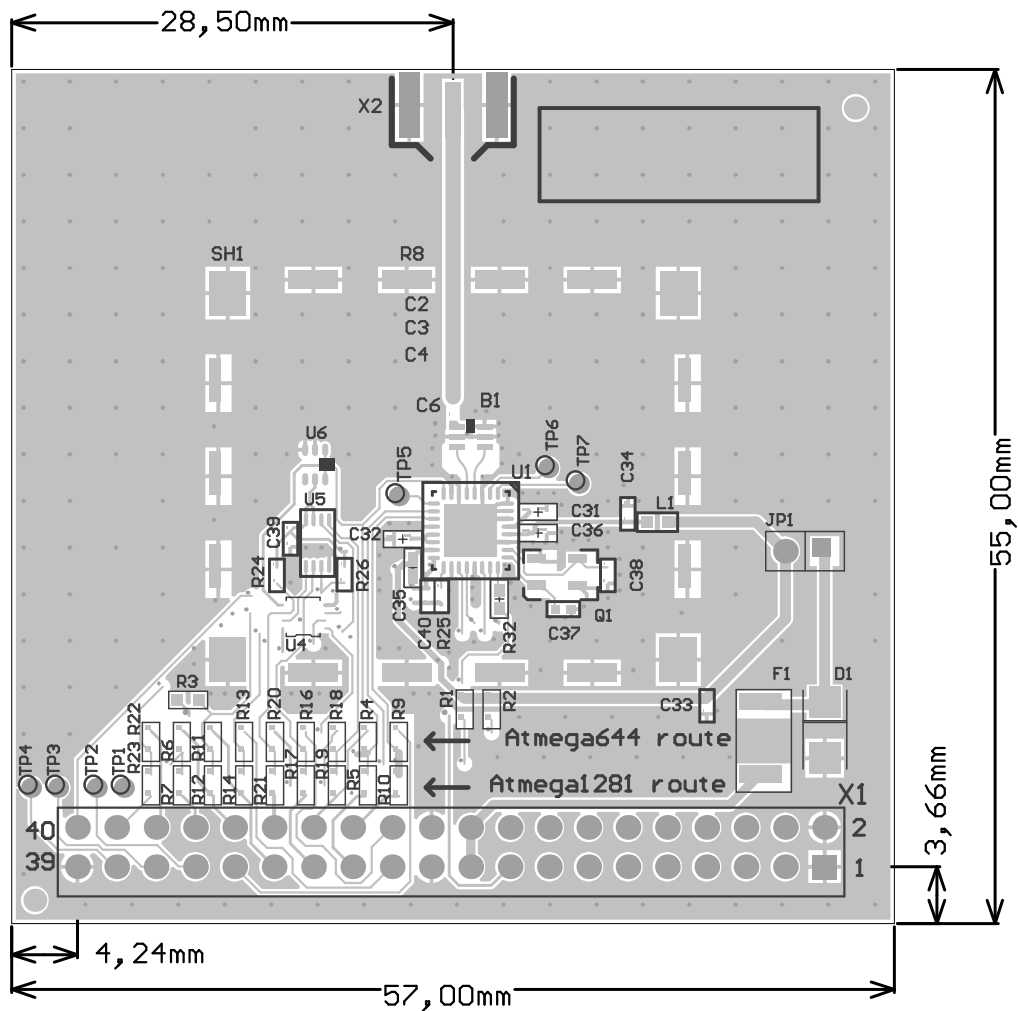 28,50mm
X2
SH1
R8
C2
C3
C4
C6
B1
U6
TP5
TP6
TP7
U1
C34
U5
C39
C32
C31
C36
L1
JP1
55,00mm
R24
R26
C35
C38
C40
R25
R32
C37
Q1
U4
R3
F1
D1
R22
R13
R20
R16
R18
R4
R9
R1
R2
C33
TP4
TP3
TP2
TP1
R23
R6
R11
R17
R19
Atmega644 route
R7
R12
R14
R21
R5
R10
Atmega1281 route
X1
3,66mm
40
2
39
1
4,24mm
57,00mm